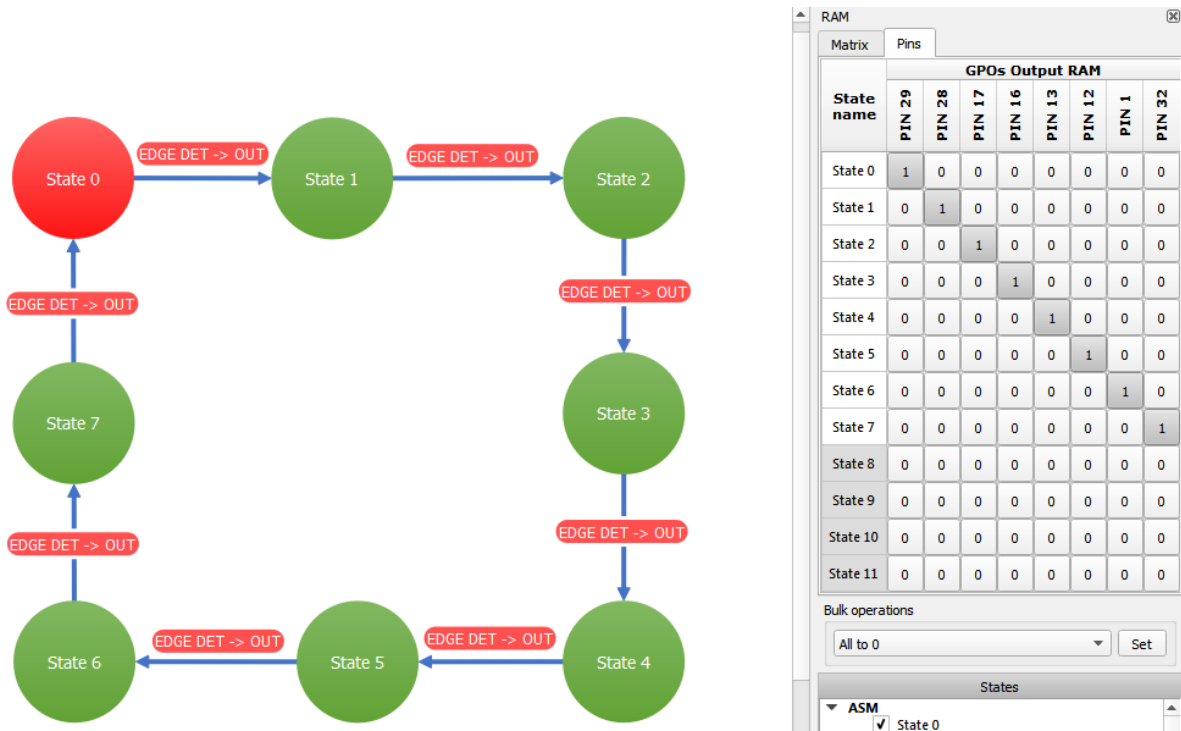 State 0
EDGE DET -> OUT
State 1
EDGE DET -> OUT
State 2
EDGE DET -> OUT
State 3
EDGE DET -> OUT
State 4
EDGE DET -> OUT
State 5
EDGE DET -> OUT
State 6
EDGE DET -> OUT
State 7
EDGE DET -> OUT
RAM
Matrix Pins
GPOs Output RAM
State name PIN 29 PIN 28 PIN 17 PIN 16 PIN 13 PIN 12 PIN 1 PIN 32
State 0 1 0 0 0 0 0 0 0
State 1 0 1 0 0 0 0 0 0
State 2 0 0 1 0 0 0 0 0
State 3 0 0 0 1 0 0 0 0
State 4 0 0 0 0 1 0 0 0
State 5 0 0 0 0 0 1 0 0
State 6 0 0 0 0 0 0 1 0
State 7 0 0 0 0 0 0 0 1
State 8 0 0 0 0 0 0 0 0
State 9 0 0 0 0 0 0 0 0
State 10 0 0 0 0 0 0 0 0
State 11 0 0 0 0 0 0 0 0
Bulk operations
All to 0 Set
States
ASM
State 0